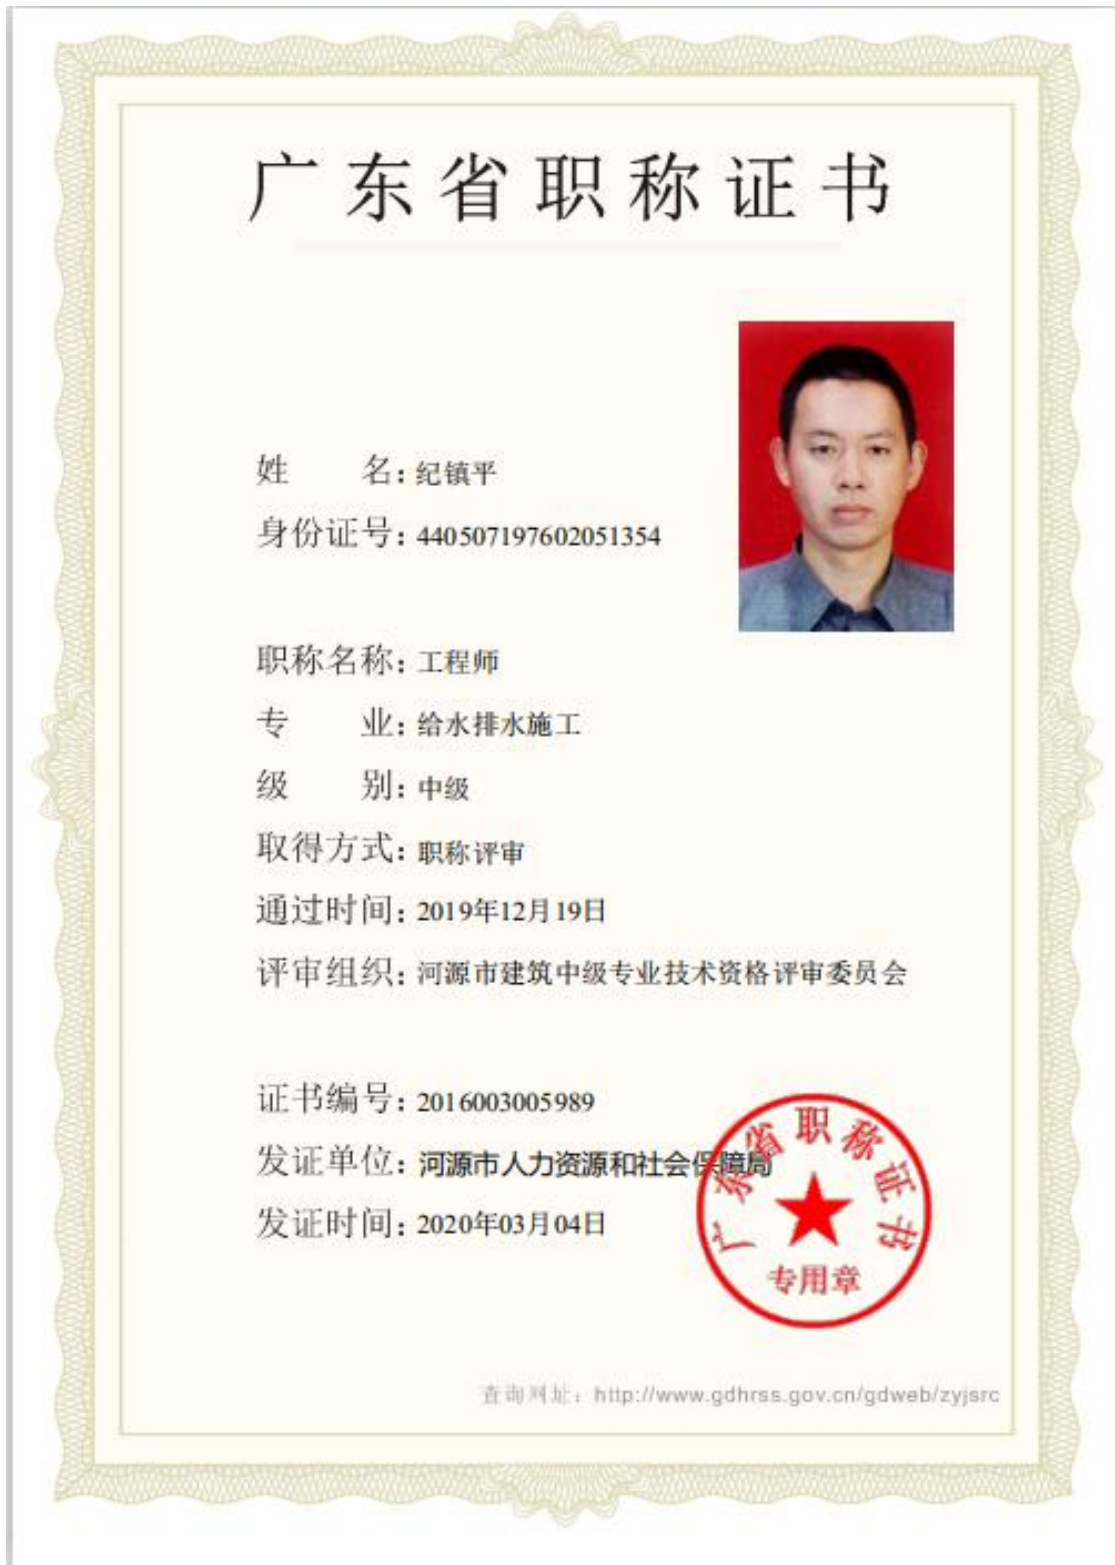 广东省职称证书
姓 名：纪镇平
身份证号：440507197602051354
职称名称：工程师
专 业：给水排水施工
级 别：中级
取得方式：职称评审
通过时间：2019年12月19日
评审组织：河源市建筑中级专业技术资格评审委员会
证书编号：2016003005989
发证单位：河源市人力资源和社会保障局
发证时间：2020年03月04日
广东省职称证书
专用章
查询网址：http://www.gdhrss.gov.cn/gdweb/zyjsrc